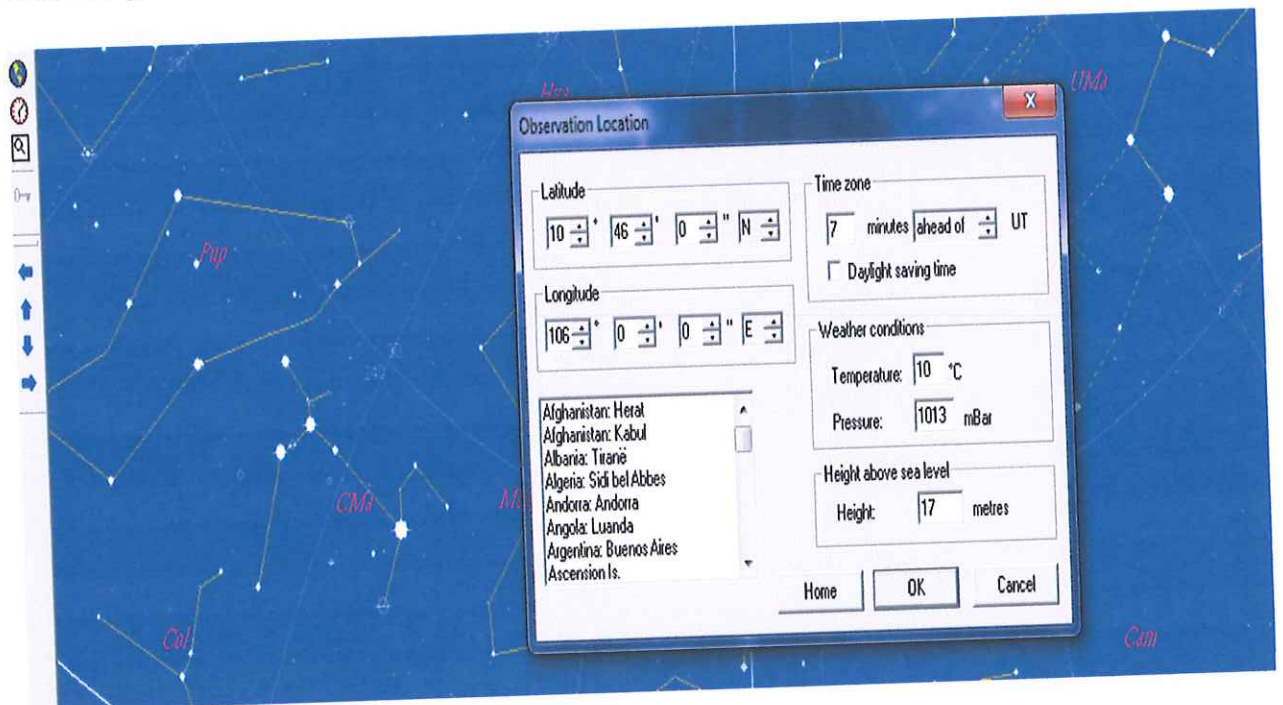 Hya
UMa
Pup
CMa
Col
Cam
Observation Location
X
Latitude
10 ° 46 ' 0 " N
Longitude
106 ° 0 ' 0 " E
Afghanistan: Herat
Afghanistan: Kabul
Albania: Tiranë
Algeria: Sidi bel Abbes
Andorra: Andorra
Angola: Luanda
Argentina: Buenos Aires
Ascension Is.
Time zone
7 minutes ahead of UT
Daylight saving time
Weather conditions
Temperature: 10 °C
Pressure: 1013 mBar
Height above sea level
Height: 17 metres
Home OK Cancel